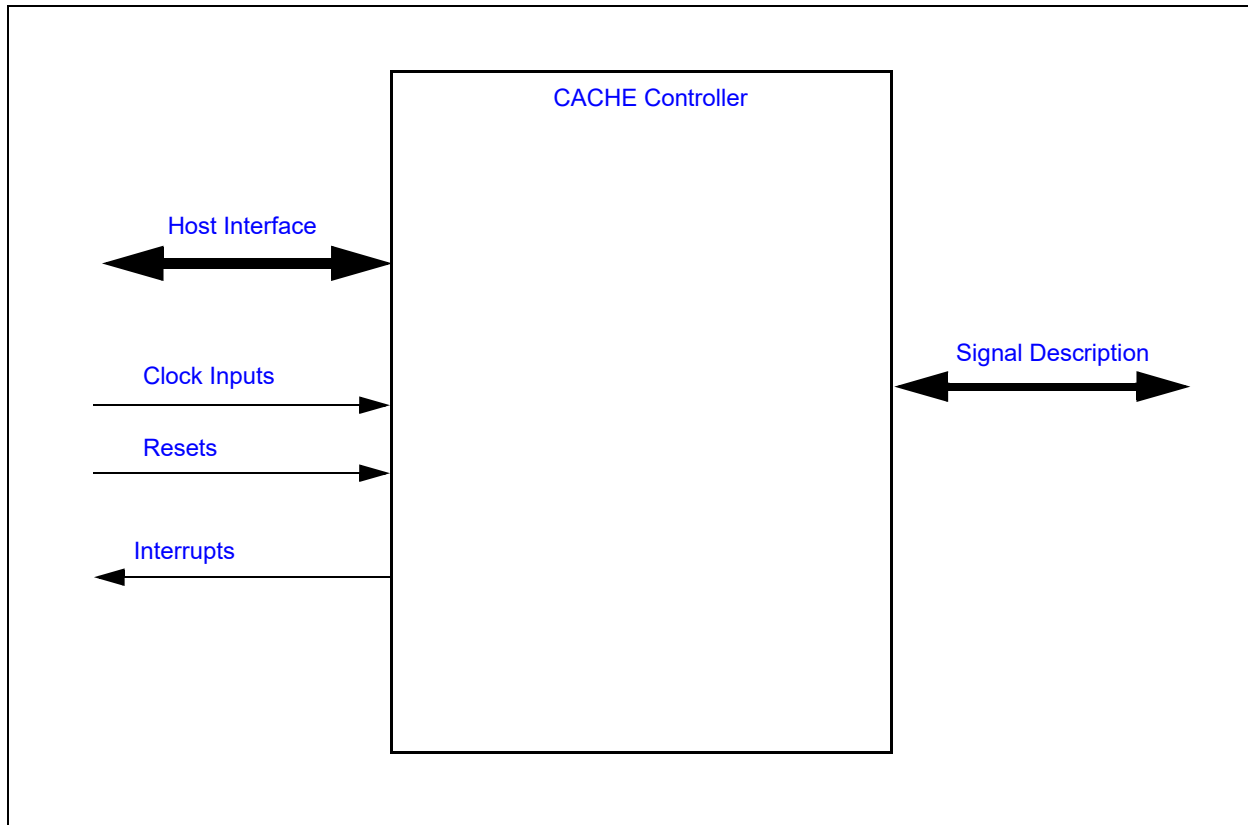 CACHE Controller
Host Interface
Signal Description
Clock Inputs
Resets
Interrupts